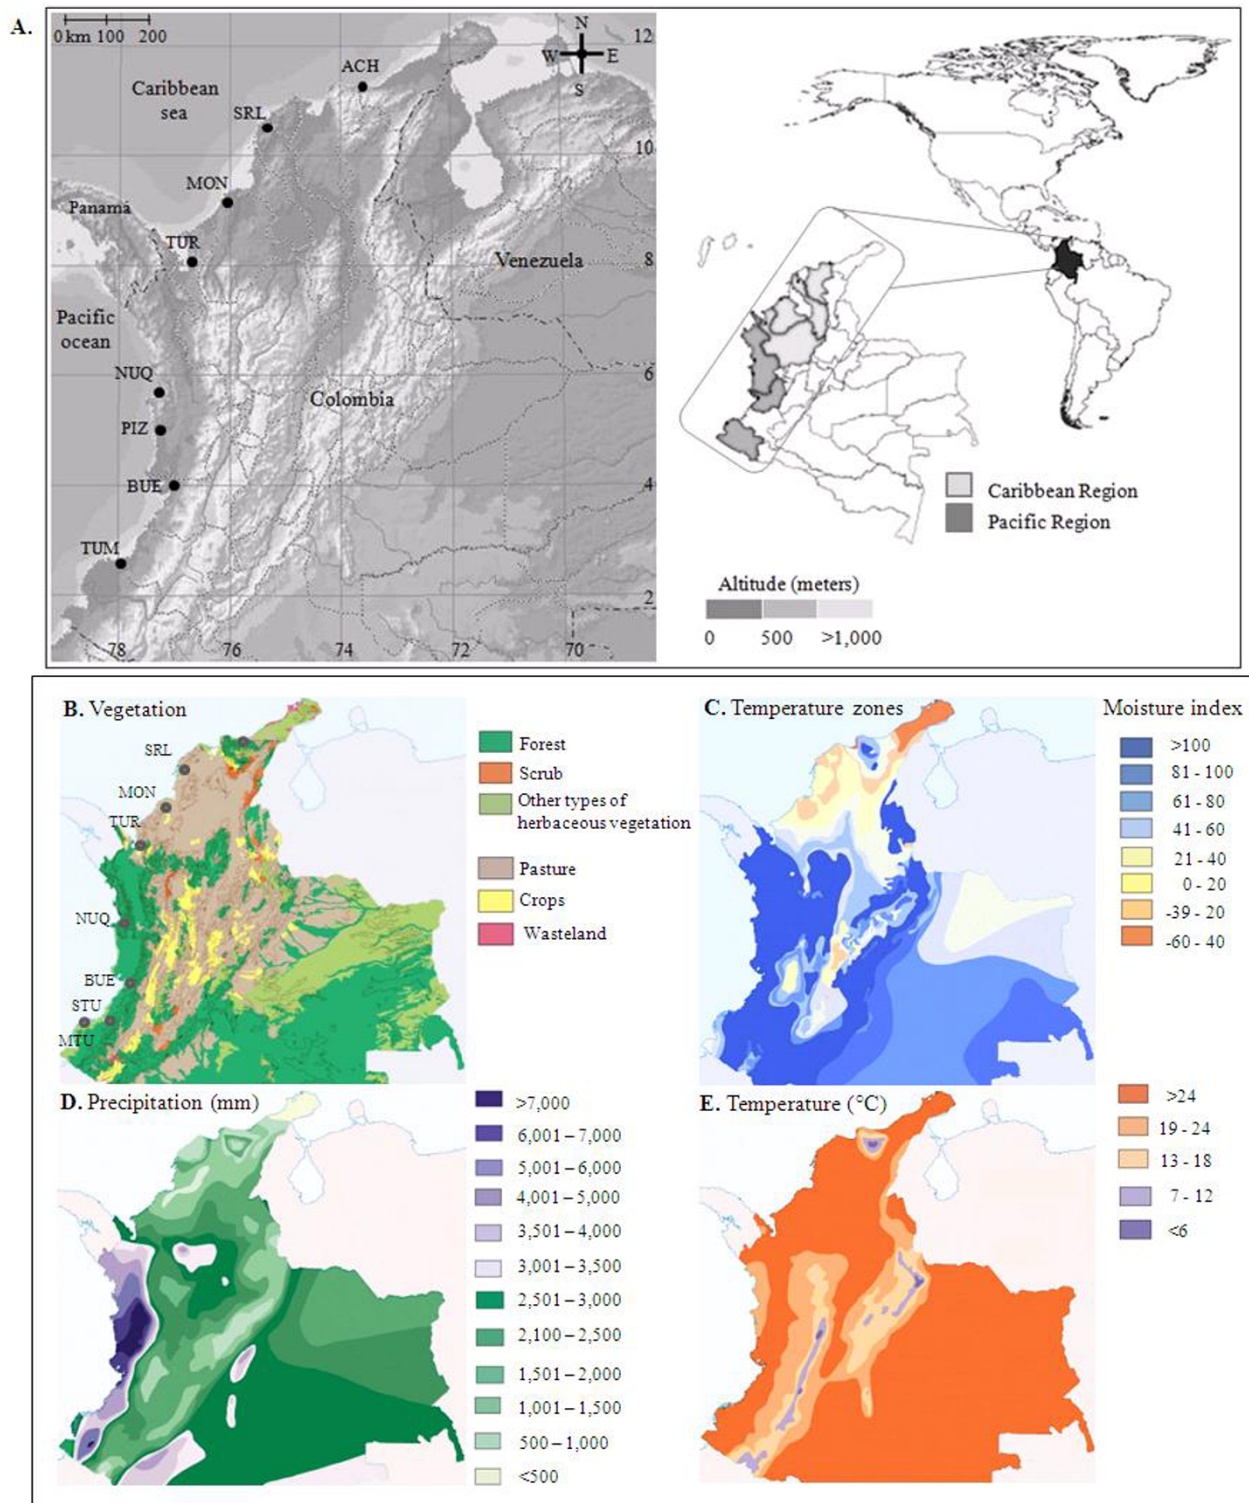 A.
0 km 100 200
N
W E
S
12
ACH
Caribbean
sea
SRL
10
MON
Panamá
TUR
8
Venezuela
Pacific
ocean
NUQ
6
Colombia
PIZ
BUE
4
TUM
2
78 76 74 72 70
Caribbean Region
Pacific Region
Altitude (meters)
0 500 >1,000
B. Vegetation
SRL
MON
TUR
NUQ
BUE
STU
MTU
Forest
Scrub
Other types of
herbaceous vegetation
Pasture
Crops
Wasteland
C. Temperature zones
Moisture index
>100
81 - 100
61 - 80
41 - 60
21 - 40
0 - 20
-39 - 20
-60 - 40
D. Precipitation (mm)
>7,000
6,001 – 7,000
5,001 – 6,000
4,001 – 5,000
3,501 – 4,000
3,001 – 3,500
2,501 – 3,000
2,100 – 2,500
1,501 – 2,000
1,001 – 1,500
500 – 1,000
<500
E. Temperature (°C)
>24
19 - 24
13 - 18
7 - 12
<6